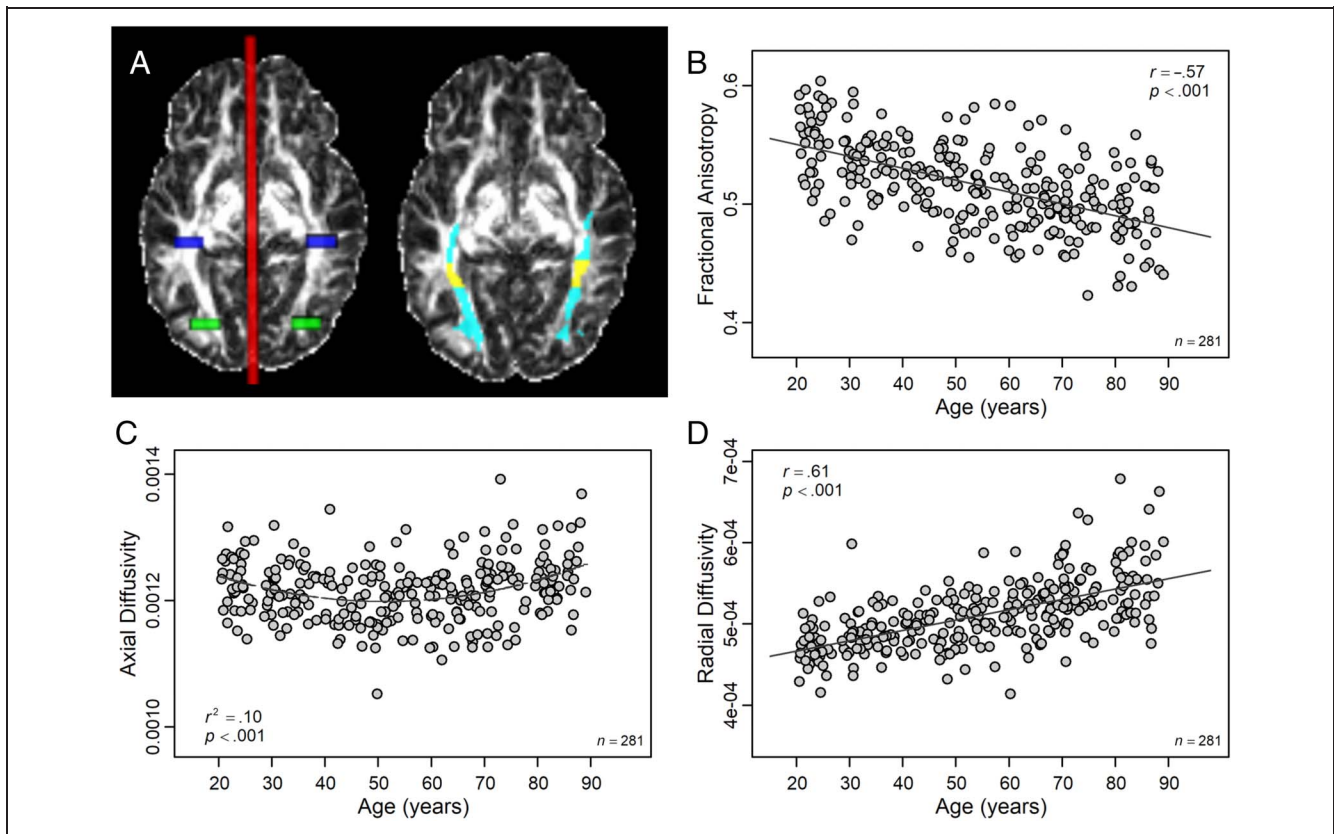 A
B
r = –.57
p < .001
Fractional Anisotropy
0.6
0.5
0.4
n = 281
20 30 40 50 60 70 80 90
Age (years)
C
Axial Diffusivity
0.0014
0.0012
0.0010
r² = .10
p < .001
n = 281
20 30 40 50 60 70 80 90
Age (years)
D
r = .61
p < .001
Radial Diffusivity
7e-04
6e-04
5e-04
4e-04
n = 281
20 30 40 50 60 70 80 90
Age (years)